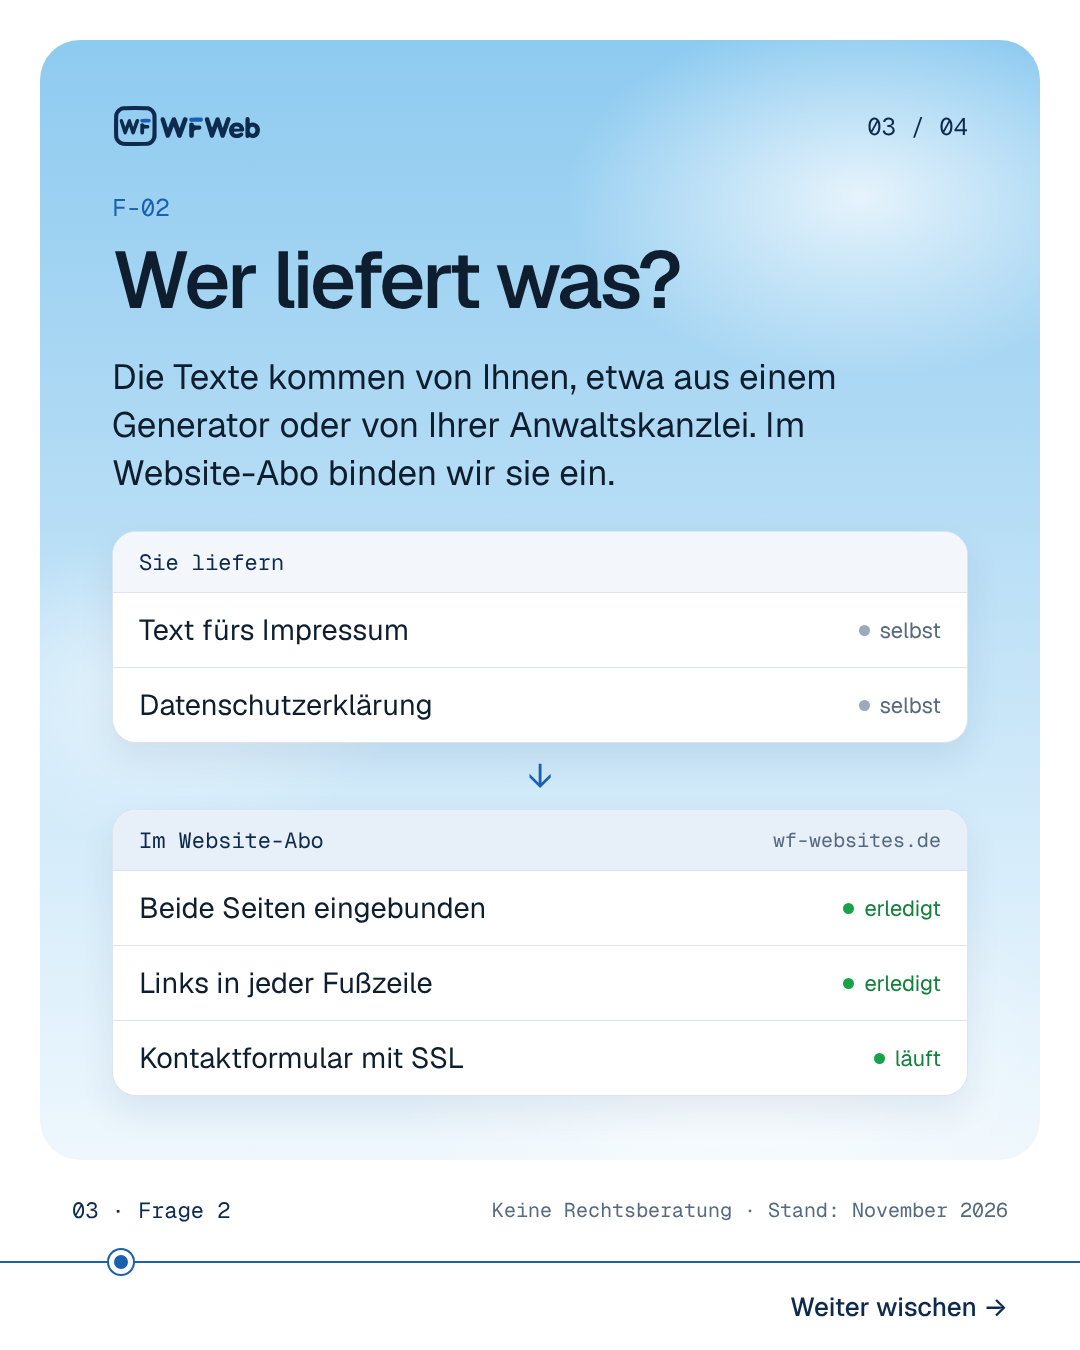 WF WFWeb
03 / 04
F-02
Wer liefert was?
Die Texte kommen von Ihnen, etwa aus einem
Generator oder von Ihrer Anwaltskanzlei. Im
Website-Abo binden wir sie ein.
Sie liefern
Text fürs Impressum selbst
Datenschutzerklärung selbst
↓
Im Website-Abo wf-websites.de
Beide Seiten eingebunden erledigt
Links in jeder Fußzeile erledigt
Kontaktformular mit SSL läuft
03 · Frage 2 Keine Rechtsberatung · Stand: November 2026
Weiter wischen →